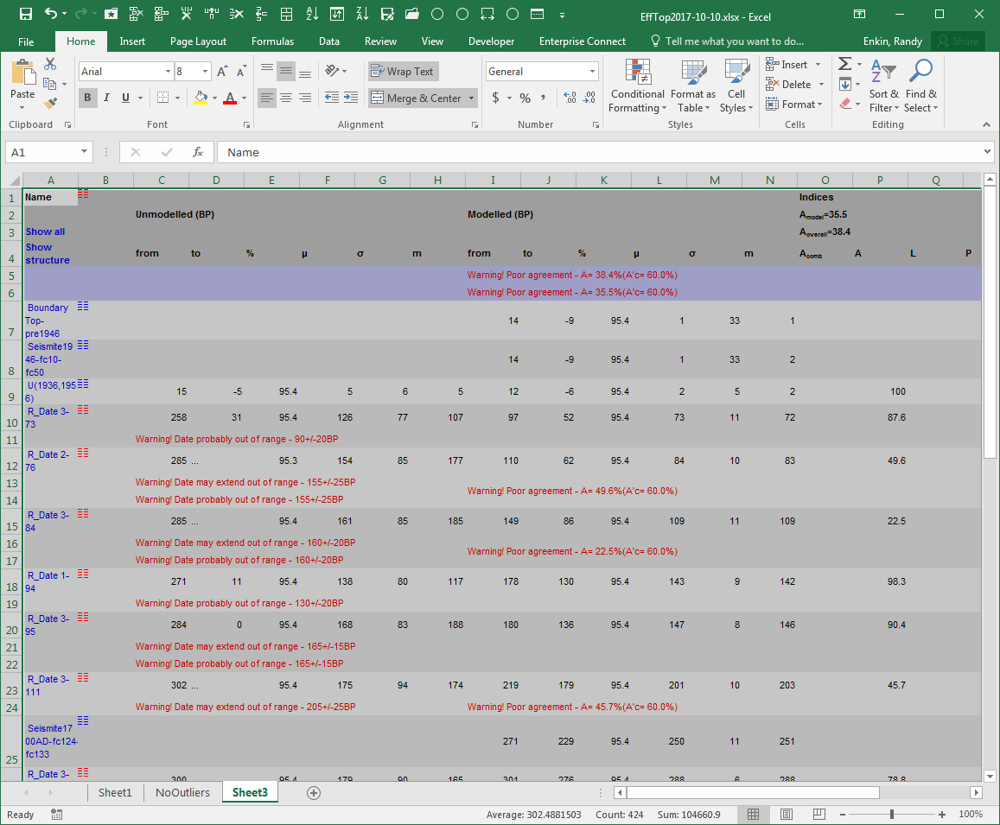 EffTop2017-10-10.xlsx - Excel
File Home Insert Page Layout Formulas Data Review View Developer Enterprise Connect Tell me what you want to do... Enkin, Randy Share
Arial 8 Wrap Text General Insert
Paste Conditional Format as Cell Delete Sort & Find &
B I U A Merge & Center $ % , Formatting Table Styles Format Filter Select
Clipboard Font Alignment Number Styles Cells Editing
A1 fx Name
A B C D E F G H I J K L M N O P Q
1 Name Indices
2 Unmodelled (BP) Modelled (BP) Amodel=35.5
3 Show all Aoverall=38.4
Show
4 structure from to % μ σ m from to % μ σ m Acomb A L P
5 Warning! Poor agreement - A= 38.4%(A'c= 60.0%)
6 Warning! Poor agreement - A= 35.5%(A'c= 60.0%)
Boundary
Top- 14 -9 95.4 1 33 1
7 pre1946
Seismite19
46-fc10- 14 -9 95.4 1 33 2
8 fc50
U(1936,195
9 6) 15 -5 95.4 5 6 5 12 -6 95.4 2 5 2 100
R_Date 3-
10 73 258 31 95.4 126 77 107 97 52 95.4 73 11 72 87.6
11 Warning! Date probably out of range - 90+/-20BP
R_Date 2-
12 76 285 ... 95.3 154 85 177 110 62 95.4 84 10 83 49.6
13 Warning! Date may extend out of range - 155+/-25BP
Warning! Poor agreement - A= 49.6%(A'c= 60.0%)
14 Warning! Date probably out of range - 155+/-25BP
R_Date 3-
15 84 285 ... 95.4 161 85 185 149 86 95.4 109 11 109 22.5
16 Warning! Date may extend out of range - 160+/-20BP
Warning! Poor agreement - A= 22.5%(A'c= 60.0%)
17 Warning! Date probably out of range - 160+/-20BP
R_Date 1-
18 94 271 11 95.4 138 80 117 178 130 95.4 143 9 142 98.3
19 Warning! Date probably out of range - 130+/-20BP
R_Date 3-
20 95 284 0 95.4 168 83 188 180 136 95.4 147 8 146 90.4
21 Warning! Date may extend out of range - 165+/-15BP
22 Warning! Date probably out of range - 165+/-15BP
R_Date 3-
23 111 302 ... 95.4 175 94 174 219 179 95.4 201 10 203 45.7
24 Warning! Date may extend out of range - 205+/-25BP Warning! Poor agreement - A= 45.7%(A'c= 60.0%)
Seismite17
00AD-fc124- 271 229 95.4 250 11 251
25 fc133
R_Date 3- 300 95.4 179 90 165 301 276 95.4 288 6 288 78.8
Sheet1 NoOutliers Sheet3
Ready Average: 302.4881503 Count: 424 Sum: 104660.9 100%